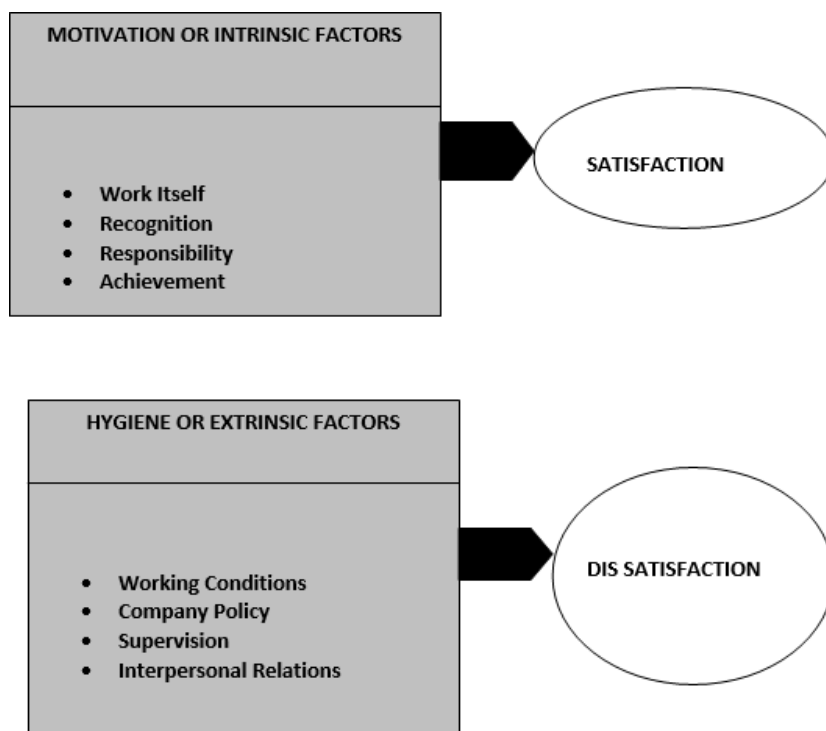 MOTIVATION OR INTRINSIC FACTORS
• Work Itself
• Recognition
• Responsibility
• Achievement
SATISFACTION
HYGIENE OR EXTRINSIC FACTORS
• Working Conditions
• Company Policy
• Supervision
• Interpersonal Relations
DIS SATISFACTION